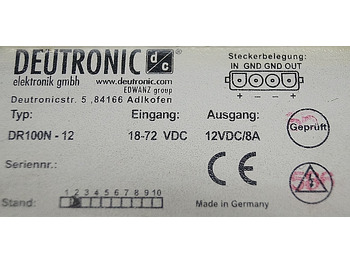 DEUTRONIC d/c
elektronik gmbh
www.deutronic.com
EDWANZ group
Deutronicstr. 5 ,84166 Adlkofen
Steckerbelegung:
IN GND GND OUT
+ - - +
Typ: Eingang: Ausgang:
DR100N - 12 18-72 VDC 12VDC/8A
Geprüft
Seriennr.:
CE
1 2 3 4 5 6 7 8 9 10
Stand:
Made in Germany